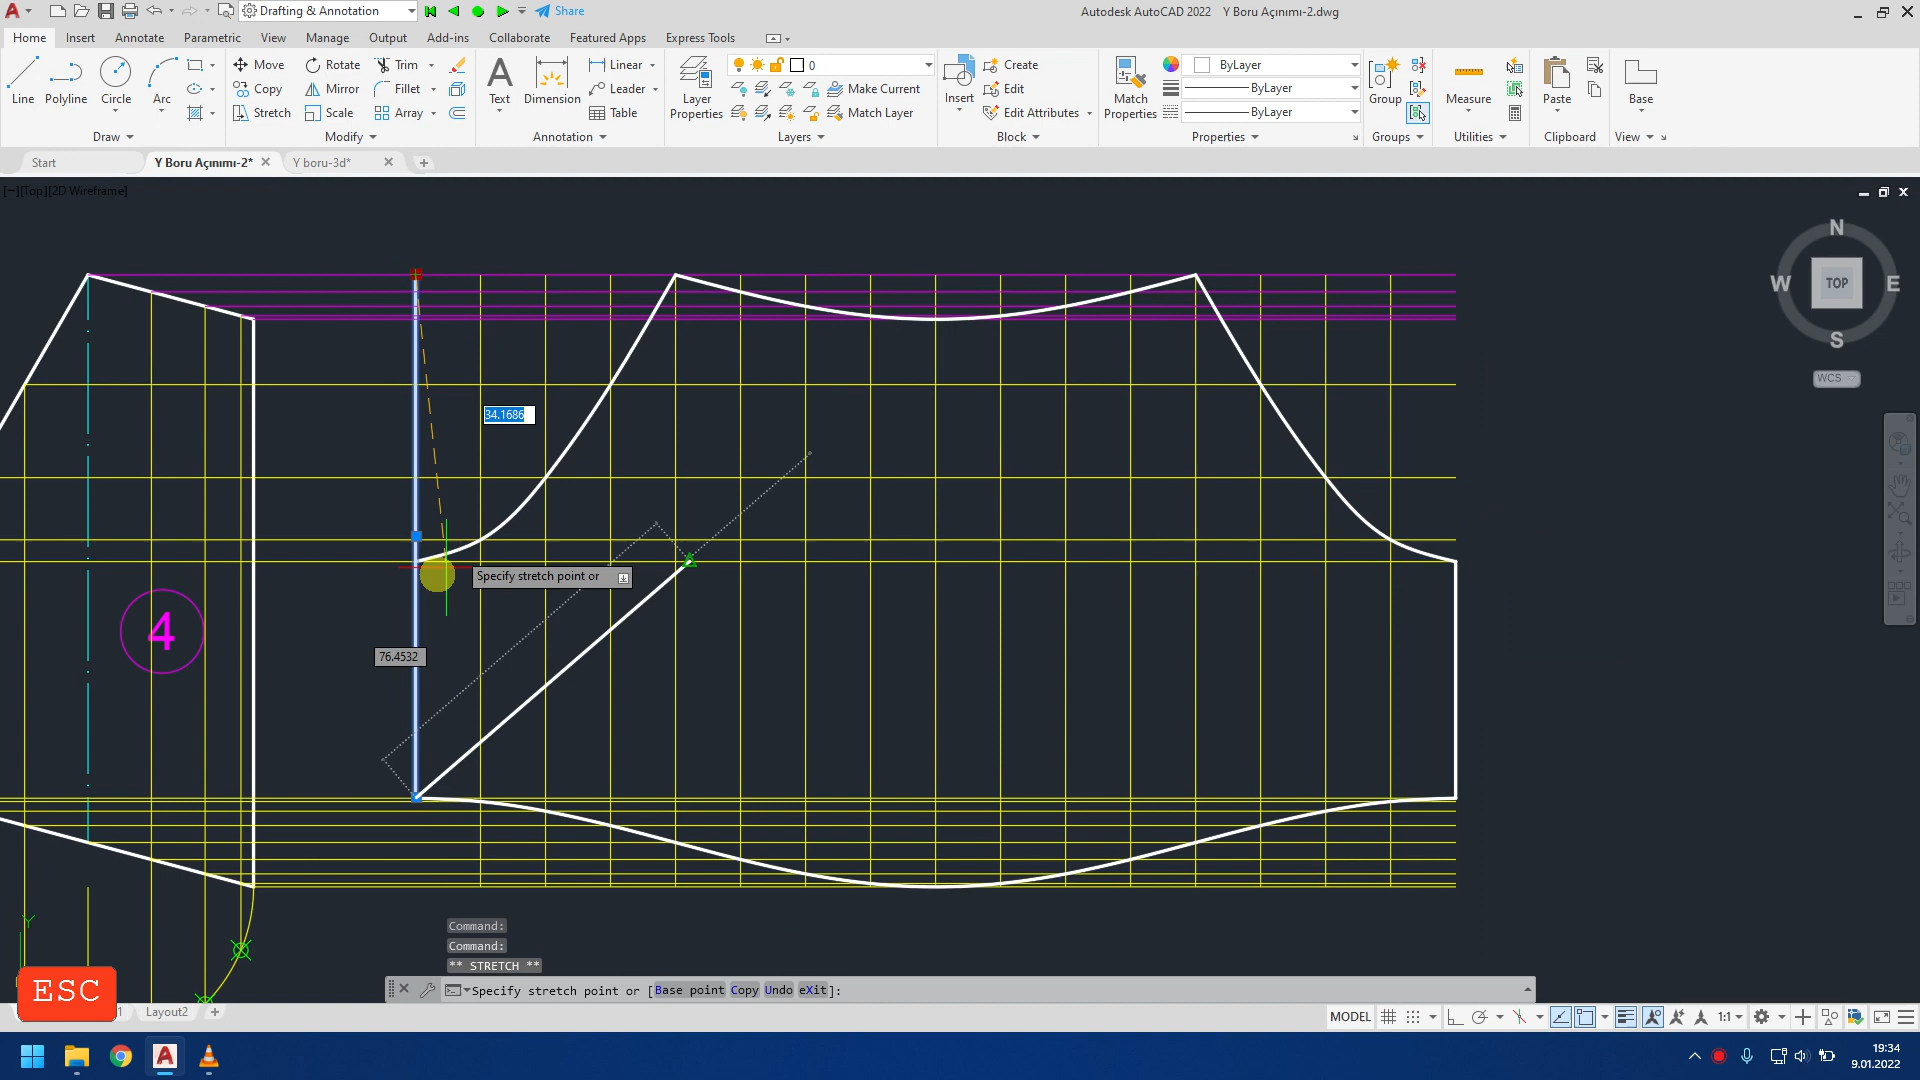 Drafting & Annotation
Share
Autodesk AutoCAD 2022 Y Boru Açınımı-2.dwg
Home Insert Annotate Parametric View Manage Output Add-ins Collaborate Featured Apps Express Tools
Line Polyline Circle Arc
Move Rotate Trim
Copy Mirror Fillet
Stretch Scale Array
Text Dimension
Linear
Leader
Table
Layer Properties
0
Make Current
Match Layer
Insert
Create
Edit
Edit Attributes
Match Properties
ByLayer
ByLayer
ByLayer
Group Measure Paste Base
Draw Modify Annotation Layers Block Properties Groups Utilities Clipboard View
Start Y Boru Açınımı-2* Y boru-3d*
[−][Top][2D Wireframe]
N
W TOP E
S
WCS
34.1686
Specify stretch point or
4
76.4532
Y
Command:
Command:
** STRETCH **
Specify stretch point or [Base point Copy Undo eXit]:
ESC
1 Layout2
MODEL 1:1
19:34
9.01.2022